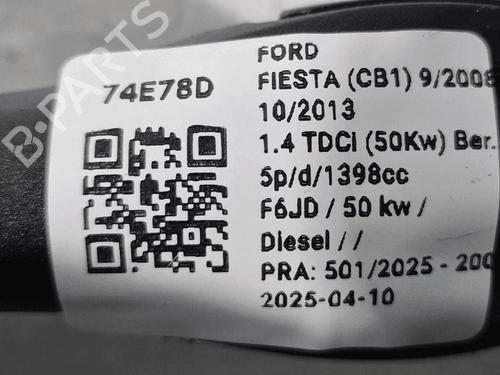 B-PARTS
74E78D
FORD
FIESTA (CB1) 9/2008
10/2013
1.4 TDCi (50Kw) Ber.
5p/d/1398cc
F6JD / 50 kw /
Diesel / /
PRA: 501/2025 - 200
2025-04-10